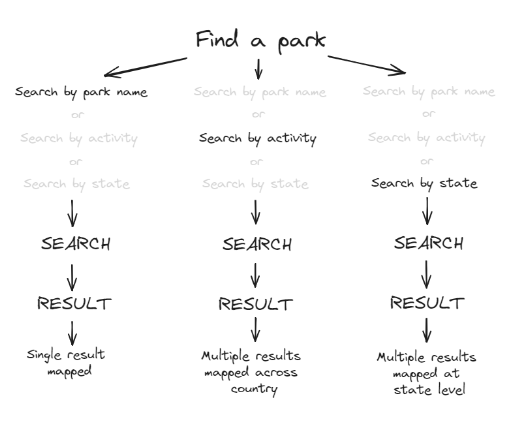 Find a park
Search by park name
or
Search by activity
or
Search by state
SEARCH
RESULT
Single result
mapped
Search by park name
or
Search by activity
or
Search by state
SEARCH
RESULT
Multiple results
mapped across
country
Search by park name
or
Search by activity
or
Search by state
SEARCH
RESULT
Multiple results
mapped at
state level